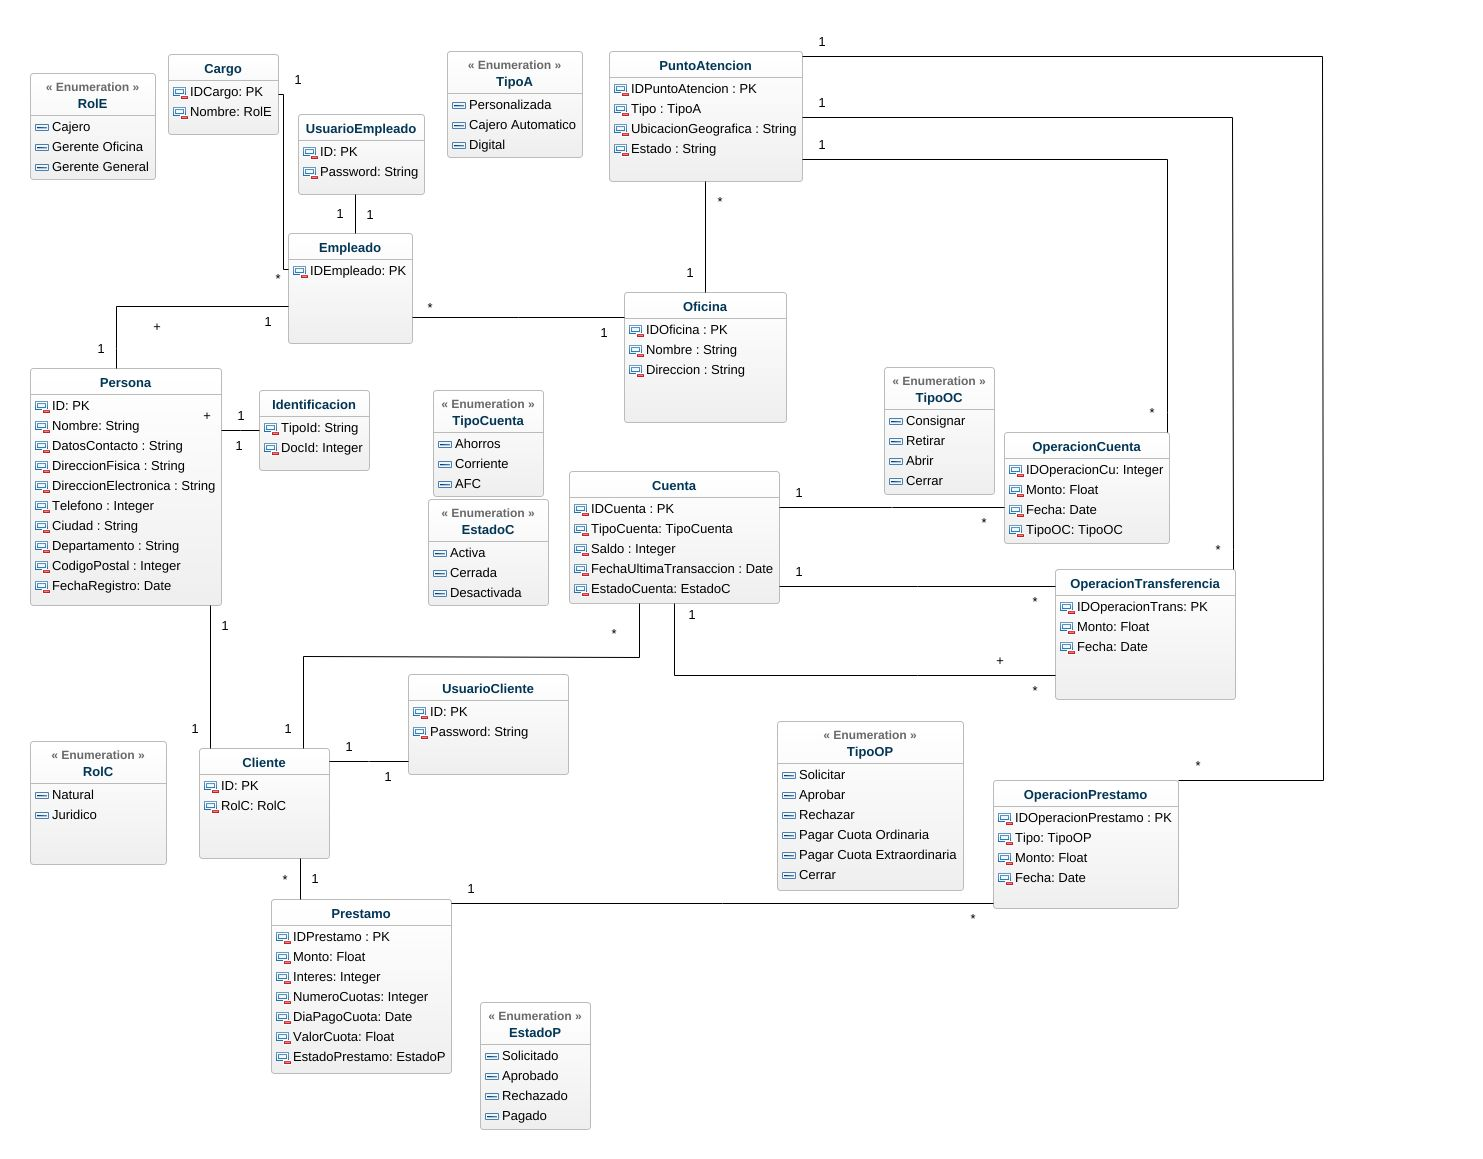 « Enumeration »
RolE
Cajero
Gerente Oficina
Gerente General
Cargo
IDCargo: PK
Nombre: RolE
1
UsuarioEmpleado
ID: PK
Password: String
1
1
« Enumeration »
TipoA
Personalizada
Cajero Automatico
Digital
PuntoAtencion
IDPuntoAtencion : PK
Tipo : TipoA
UbicacionGeografica : String
Estado : String
1
1
1
*
1
Empleado
IDEmpleado: PK
*
+
1
1
*
1
Oficina
IDOficina : PK
Nombre : String
Direccion : String
Persona
ID: PK
Nombre: String
DatosContacto : String
DireccionFisica : String
DireccionElectronica : String
Telefono : Integer
Ciudad : String
Departamento : String
CodigoPostal : Integer
FechaRegistro: Date
+
1
1
Identificacion
TipoId: String
DocId: Integer
« Enumeration »
TipoCuenta
Ahorros
Corriente
AFC
« Enumeration »
EstadoC
Activa
Cerrada
Desactivada
Cuenta
IDCuenta : PK
TipoCuenta: TipoCuenta
Saldo : Integer
FechaUltimaTransaccion : Date
EstadoCuenta: EstadoC
« Enumeration »
TipoOC
Consignar
Retirar
Abrir
Cerrar
*
OperacionCuenta
IDOperacionCu: Integer
Monto: Float
Fecha: Date
TipoOC: TipoOC
1
*
*
OperacionTransferencia
IDOperacionTrans: PK
Monto: Float
Fecha: Date
1
*
1
+
*
*
1
1
1
UsuarioCliente
ID: PK
Password: String
1
1
« Enumeration »
RolC
Natural
Juridico
Cliente
ID: PK
RolC: RolC
*
1
« Enumeration »
TipoOP
Solicitar
Aprobar
Rechazar
Pagar Cuota Ordinaria
Pagar Cuota Extraordinaria
Cerrar
*
OperacionPrestamo
IDOperacionPrestamo : PK
Tipo: TipoOP
Monto: Float
Fecha: Date
1
*
Prestamo
IDPrestamo : PK
Monto: Float
Interes: Integer
NumeroCuotas: Integer
DiaPagoCuota: Date
ValorCuota: Float
EstadoPrestamo: EstadoP
« Enumeration »
EstadoP
Solicitado
Aprobado
Rechazado
Pagado